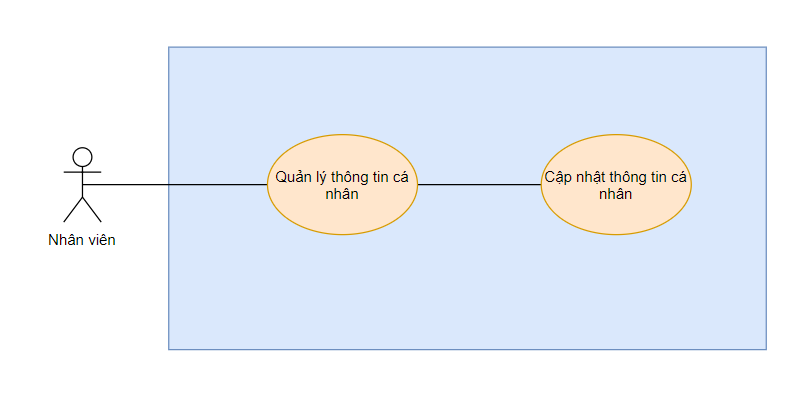 Quản lý thông tin cá
nhân
Cập nhật thông tin cá
nhân
Nhân viên